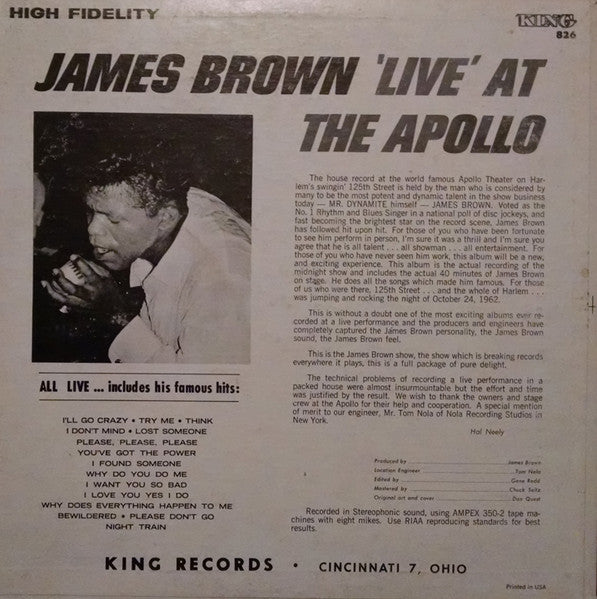 HIGH FIDELITY
KING
826
JAMES BROWN 'LIVE' AT
THE APOLLO
The house record at the world famous Apollo Theater on Har-
lem's swingin' 125th Street is held by the man who is considered by
many to be the most potent and dynamic talent in the show business
today — MR. DYNAMITE himself — JAMES BROWN. Voted as the
No. 1 Rhythm and Blues Singer in a national poll of disc jockeys, and
fast becoming the brightest star on the record scene, James Brown
has followed hit upon hit. For those of you who have been fortunate
to see him perform in person, I'm sure it was a thrill and I'm sure you
agree that he is all talent . . . all showman . . . all entertainment. For
those of you who have never seen him work, this album will be a new,
and exciting experience. This album is the actual recording of the
midnight show and includes the actual 40 minutes of James Brown
on stage. He does all the songs which made him famous. For those
of us who were there, 125th Street . . . and the whole of Harlem . . .
was jumping and rocking the night of October 24, 1962.
This is without a doubt one of the most exciting albums ever re-
corded at a live performance and the producers and engineers have
completely captured the James Brown personality, the James Brown
sound, the James Brown feel.
This is the James Brown show, the show which is breaking records
everywhere it plays, this is a full package of pure delight.
The technical problems of recording a live performance in a
packed house were almost insurmountable but the effort and time
was justified by the result. We wish to thank the owners and stage
crew at the Apollo for their help and cooperation. A special mention
of merit to our engineer, Mr. Tom Nola of Nola Recording Studios in
New York.
Hal Neely
ALL LIVE ... includes his famous hits:
I'LL GO CRAZY • TRY ME • THINK
I DON'T MIND • LOST SOMEONE
PLEASE, PLEASE, PLEASE
YOU'VE GOT THE POWER
I FOUND SOMEONE
WHY DO YOU DO ME
I WANT YOU SO BAD
I LOVE YOU YES I DO
WHY DOES EVERYTHING HAPPEN TO ME
BEWILDERED • PLEASE DON'T GO
NIGHT TRAIN
Produced by James Brown
Location Engineer Tom Nola
Edited by Gene Redd
Mastered by Chuck Seitz
Original art and cover Dan Quest
Recorded in Stereophonic sound, using AMPEX 350-2 tape ma-
chines with eight mikes. Use RIAA reproducing standards for best
results.
KING RECORDS • CINCINNATI 7, OHIO
Printed in USA